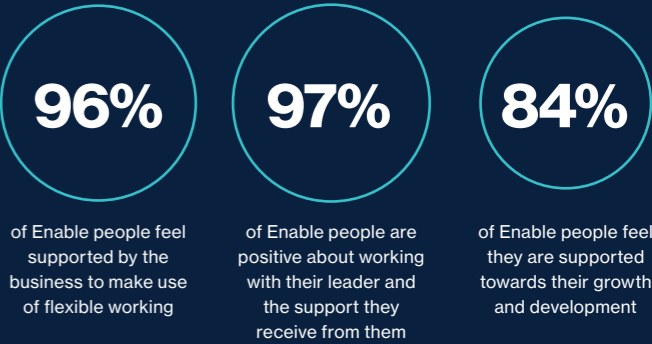 96%
of Enable people feel
supported by the
business to make use
of flexible working
97%
of Enable people are
positive about working
with their leader and
the support they
receive from them
84%
of Enable people feel
they are supported
towards their growth
and development